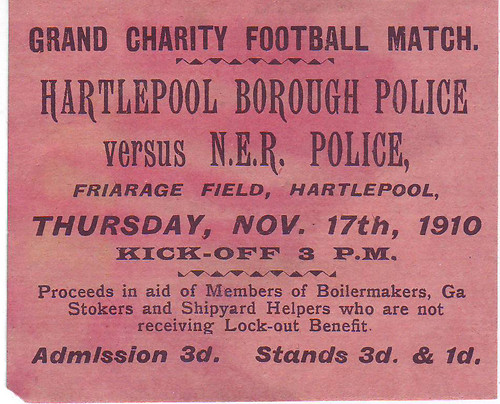 GRAND CHARITY FOOTBALL MATCH.
HARTLEPOOL BOROUGH POLICE
versus N.E.R. POLICE,
FRIARAGE FIELD, HARTLEPOOL,
THURSDAY, NOV. 17th, 1910
KICK-OFF 3 P.M.
Proceeds in aid of Members of Boilermakers, Ga
Stokers and Shipyard Helpers who are not
receiving Lock-out Benefit.
Admission 3d. Stands 3d. & 1d.